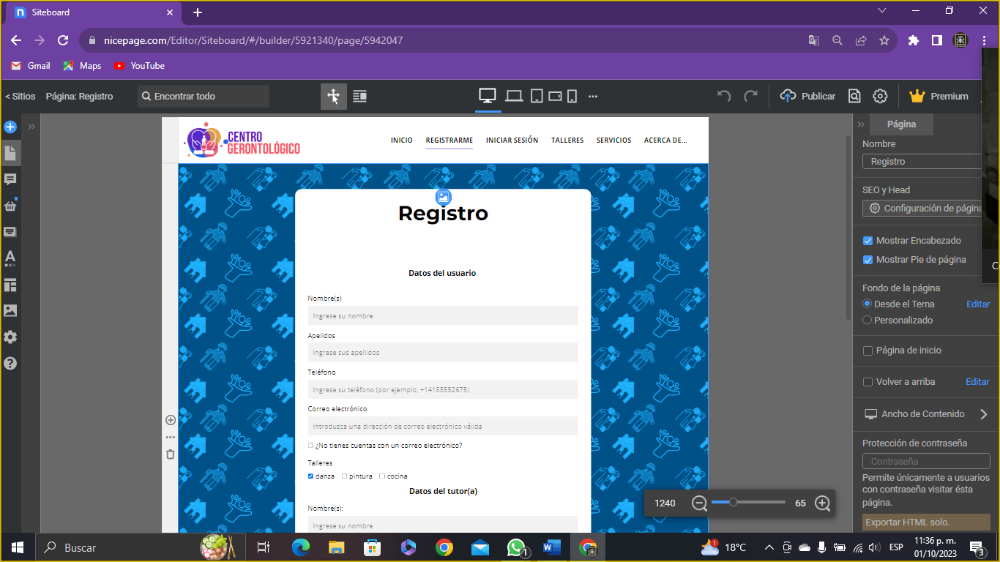 Siteboard
nicepage.com/Editor/Siteboard/#/builder/5921340/page/5942047
Gmail Maps YouTube
< Sitios Página: Registro Encontrar todo Publicar Premium
CENTRO
GERONTOLÓGICO
INICIO REGISTRARME INICIAR SESIÓN TALLERES SERVICIOS ACERCA DE...
Registro
Datos del usuario
Nombre(s)
Ingrese su nombre
Apelidos
Ingrese sus apellidos
Teléfono
Ingrese su teléfono (por ejemplo, +14155552675)
Correo electrónico
Introduzca una dirección de correo electrónico válida
¿No tienes cuentas con un correo electrónico?
Talleres
danza pintura cocina
Datos del tutor(a)
Nombre(s):
Ingrese su nombre
1240 65
Página
Nombre
Registro
SEO y Head
Configuración de página
Mostrar Encabezado
Mostrar Pie de página
Fondo de la página
Desde el Tema Editar
Personalizado
Página de inicio
Volver a arriba Editar
Ancho de Contenido
Protección de contraseña
Contraseña
Permite únicamente a usuarios
con contraseña visitar ésta
página.
Exportar HTML solo.
C
Buscar
1
W
1
18°C
ESP
11:36 p. m.
01/10/2023
3